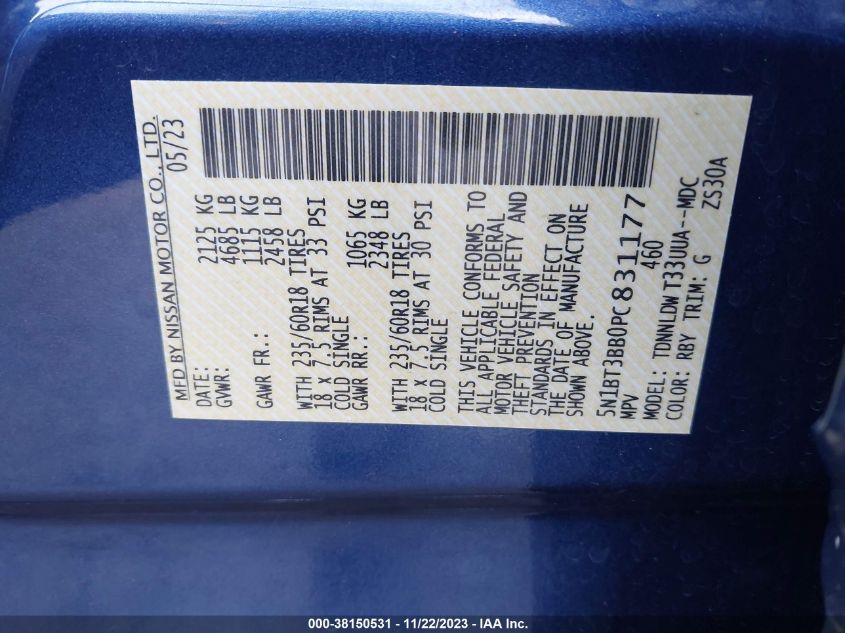 MFD BY NISSAN MOTOR CO., LTD.
DATE: 05/23
GVWR: 2125 KG
4685 LB
GAWR FR.: 1115 KG
2458 LB
WITH 235/60R18 TIRES
18 X 7.5 RIMS AT 33 PSI
COLD SINGLE
GAWR RR.: 1065 KG
2348 LB
WITH 235/60R18 TIRES
18 X 7.5 RIMS AT 30 PSI
COLD SINGLE
THIS VEHICLE CONFORMS TO
ALL APPLICABLE FEDERAL
MOTOR VEHICLE SAFETY AND
THEFT PREVENTION
STANDARDS IN EFFECT ON
THE DATE OF MANUFACTURE
SHOWN ABOVE.
5N1BT3BB0PC831177
MPV 460
MODEL: TDNNLDW T33UUA--MDC
COLOR: RBY TRIM: G ZS30A
000-38150531 - 11/22/2023 - IAA Inc.